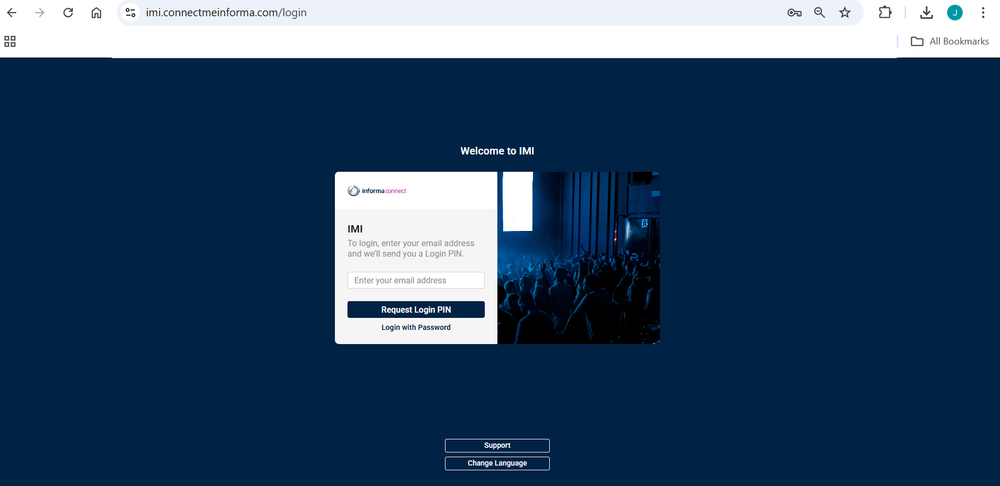 imi.connectmeinforma.com/login
J
All Bookmarks
Welcome to IMI
informa connect
IMI
To login, enter your email address
and we’ll send you a Login PIN.
Enter your email address
Request Login PIN
Login with Password
Support
Change Language